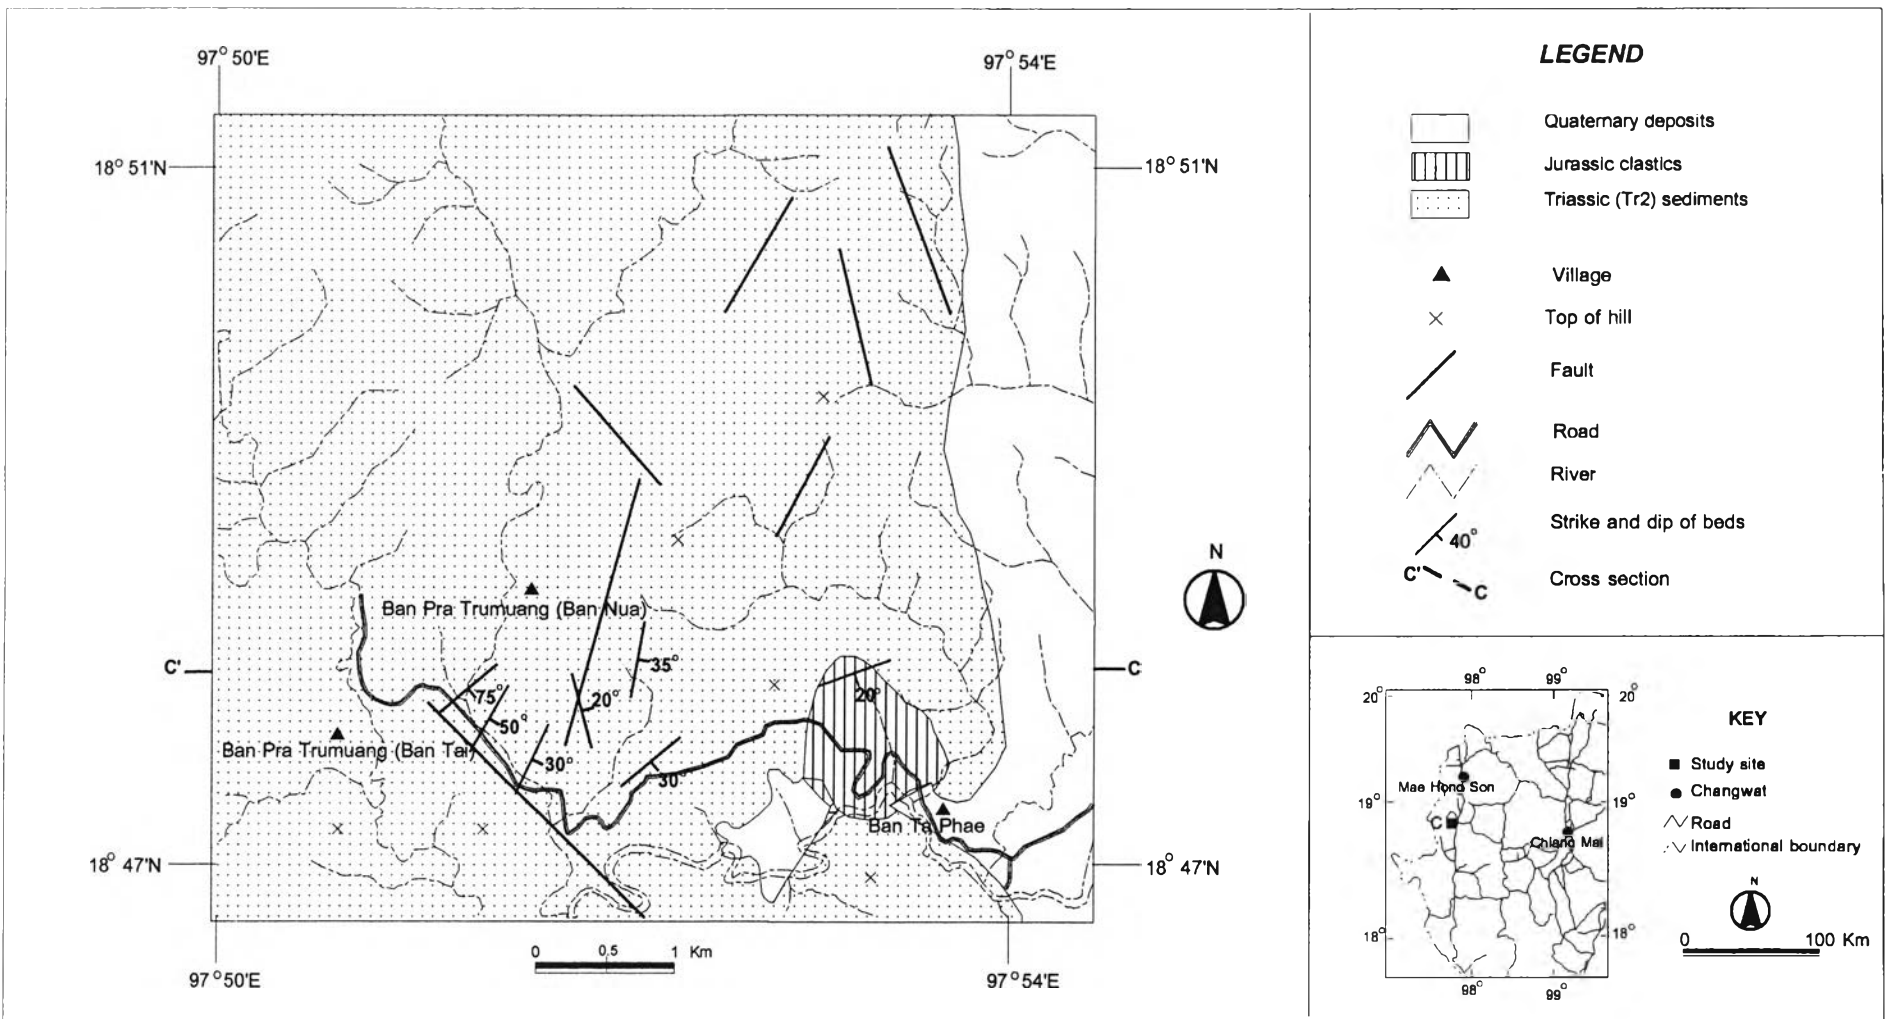 97° 50'E
97° 54'E
18° 51'N
18° 51'N
Ban Pra Trumuang (Ban Nua)
C'
C
35°
75°
20°
20°
50°
Ban Pra Trumuang (Ban Tai)
30°
30°
Ban Ta Phae
18° 47'N
18° 47'N
0 0.5 1 Km
97° 50'E
97° 54'E
N
LEGEND
Quaternary deposits
Jurassic clastics
Triassic (Tr2) sediments
Village
Top of hill
Fault
Road
River
Strike and dip of beds
40°
Cross section
C' C
98° 99°
20° 20°
Mae Hong Son
19° 19°
C
Chiang Mai
18° 18°
98° 99°
KEY
Study site
Changwat
Road
International boundary
N
0 100 Km